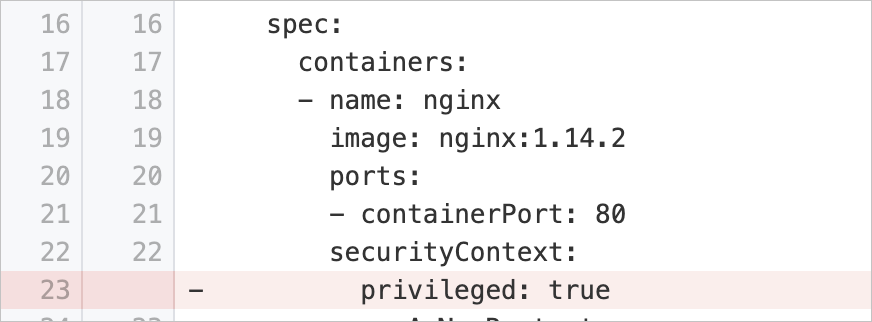 16 16 spec:
17 17 containers:
18 18 - name: nginx
19 19 image: nginx:1.14.2
20 20 ports:
21 21 - containerPort: 80
22 22 securityContext:
23 - privileged: true